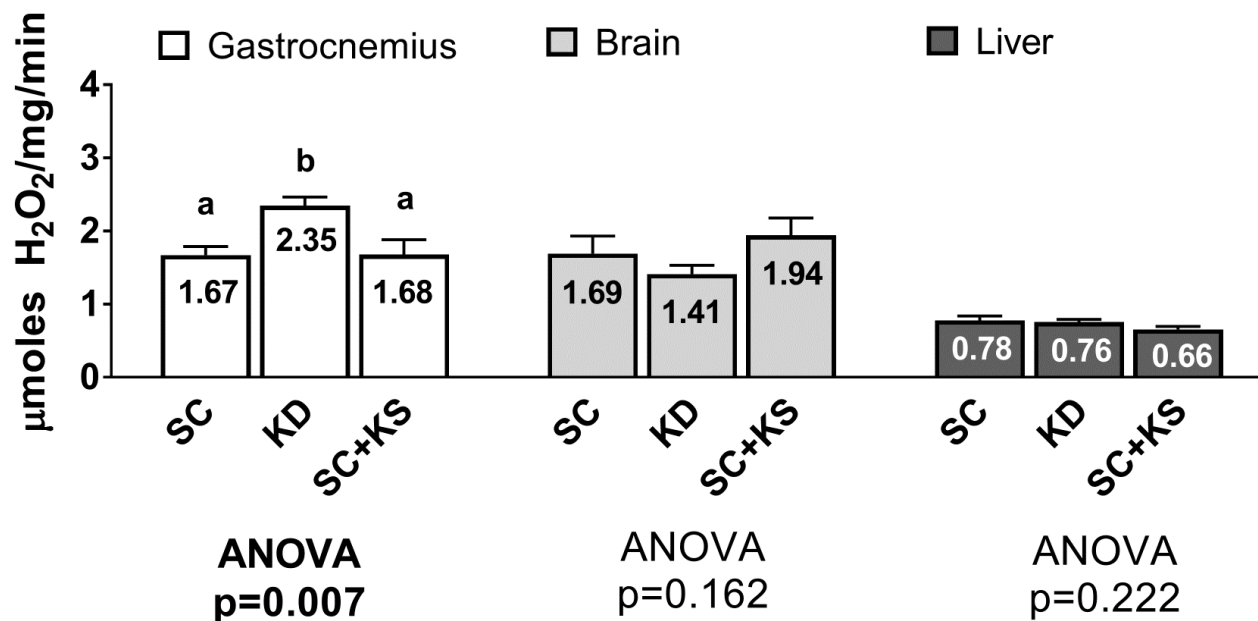 Gastrocnemius Brain Liver
μmoles H₂O₂/mg/min
4
3
2
1
0
a b a
1.67 2.35 1.68
1.69 1.41 1.94
0.78 0.76 0.66
SC KD SC+KS SC KD SC+KS SC KD SC+KS
ANOVA ANOVA ANOVA
p=0.007 p=0.162 p=0.222